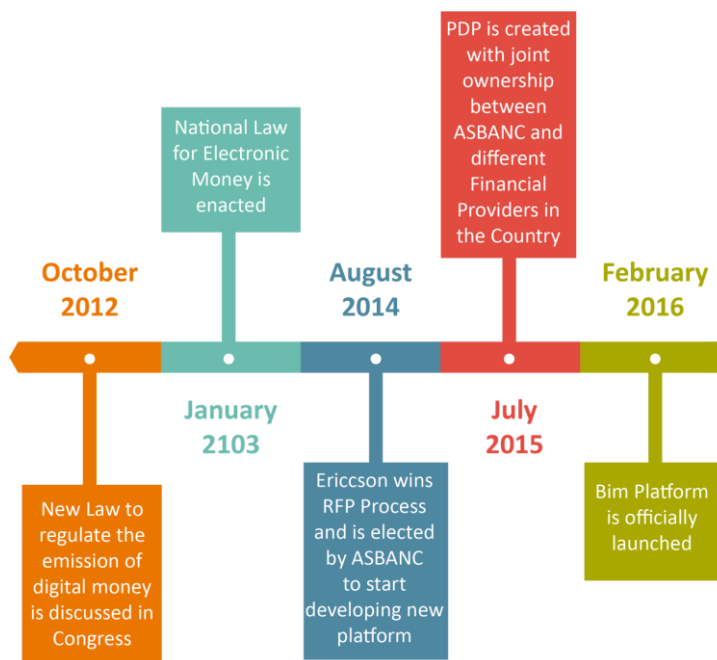 October
2012
New Law to
regulate the
emission of
digital money
is discussed in
Congress
National Law
for Electronic
Money is
enacted
January
2103
August
2014
Ericcson wins
RFP Process
and is elected
by ASBANC
to start
developing new
platform
PDP is created
with joint
ownership
between
ASBANC and
different
Financial
Providers in
the Country
July
2015
February
2016
Bim Platform
is officially
launched